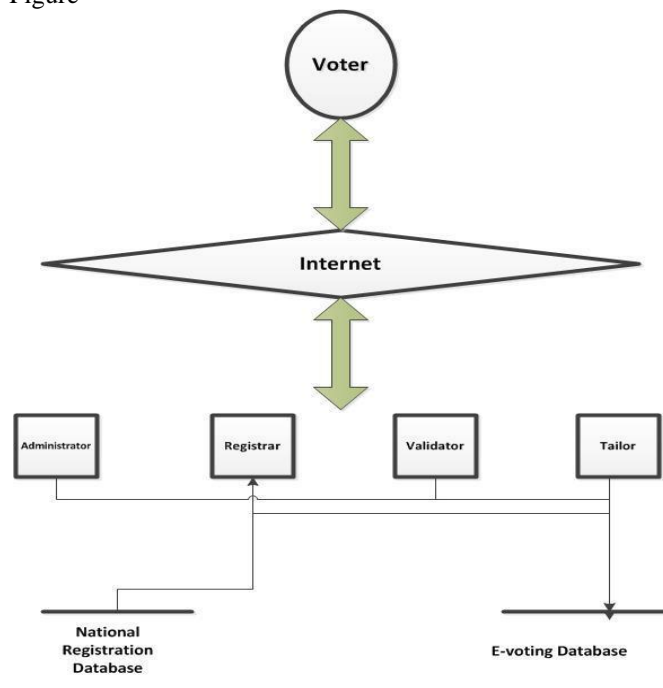 Figure
Voter
Internet
Administrator
Registrar
Validator
Tailor
National
Registration
Database
E-voting Database